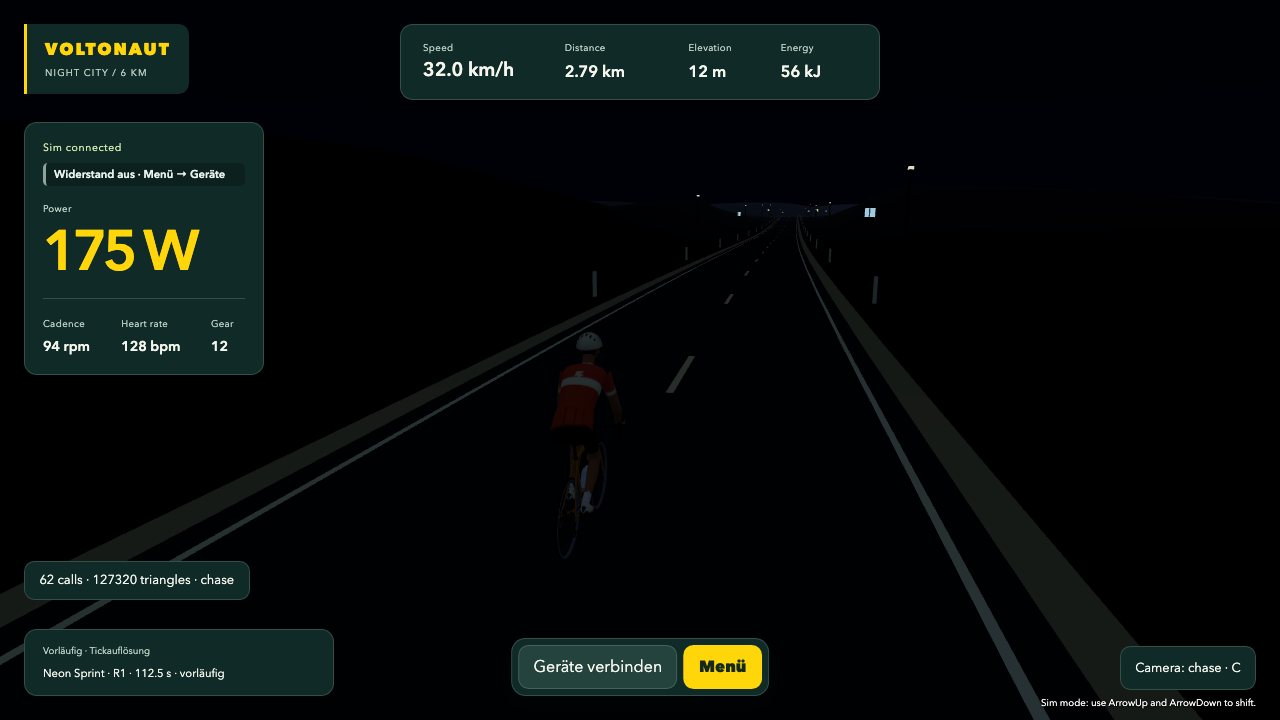 VOLTONAUT
NIGHT CITY / 6 KM
Speed
32.0 km/h
Distance
2.79 km
Elevation
12 m
Energy
56 kJ
Sim connected
Widerstand aus · Menü → Geräte
Power
175 W
Cadence
94 rpm
Heart rate
128 bpm
Gear
12
62 calls · 127320 triangles · chase
Vorläufig · Tickauflösung
Neon Sprint · R1 · 112.5 s · vorläufig
Geräte verbinden
Menü
Camera: chase · C
Sim mode: use ArrowUp and ArrowDown to shift.